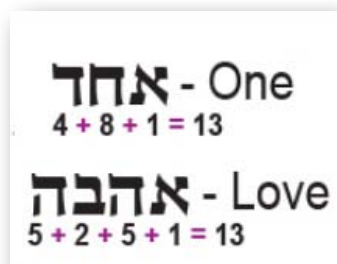 אחד - One
4 + 8 + 1 = 13
אהבה - Love
5 + 2 + 5 + 1 = 13